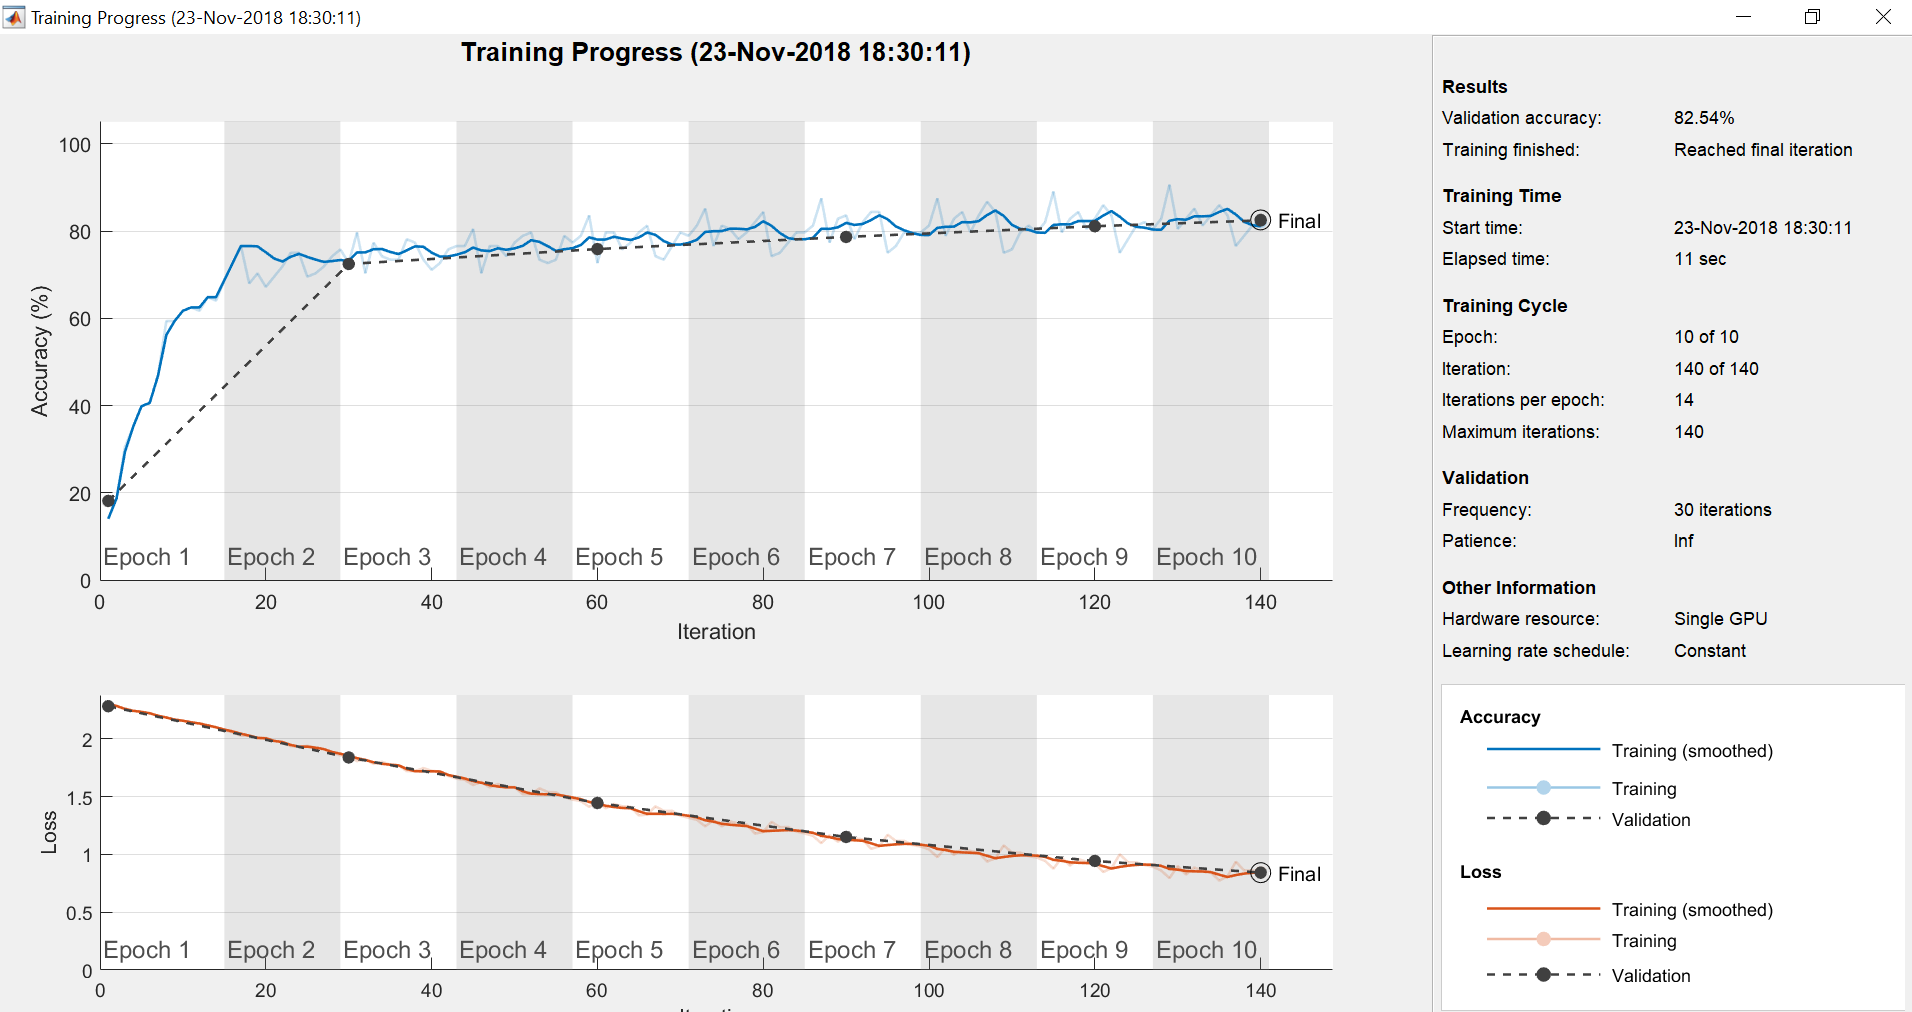 Training Progress (23-Nov-2018 18:30:11)
Training Progress (23-Nov-2018 18:30:11)
100
80
60
40
20
0
Accuracy (%)
Epoch 1 Epoch 2 Epoch 3 Epoch 4 Epoch 5 Epoch 6 Epoch 7 Epoch 8 Epoch 9 Epoch 10
Final
0 20 40 60 80 100 120 140
Iteration
2
1.5
1
0.5
0
Loss
Final
Epoch 1 Epoch 2 Epoch 3 Epoch 4 Epoch 5 Epoch 6 Epoch 7 Epoch 8 Epoch 9 Epoch 10
0 20 40 60 80 100 120 140
Results
Validation accuracy: 82.54%
Training finished: Reached final iteration
Training Time
Start time: 23-Nov-2018 18:30:11
Elapsed time: 11 sec
Training Cycle
Epoch: 10 of 10
Iteration: 140 of 140
Iterations per epoch: 14
Maximum iterations: 140
Validation
Frequency: 30 iterations
Patience: Inf
Other Information
Hardware resource: Single GPU
Learning rate schedule: Constant
Accuracy
Training (smoothed)
Training
Validation
Loss
Training (smoothed)
Training
Validation